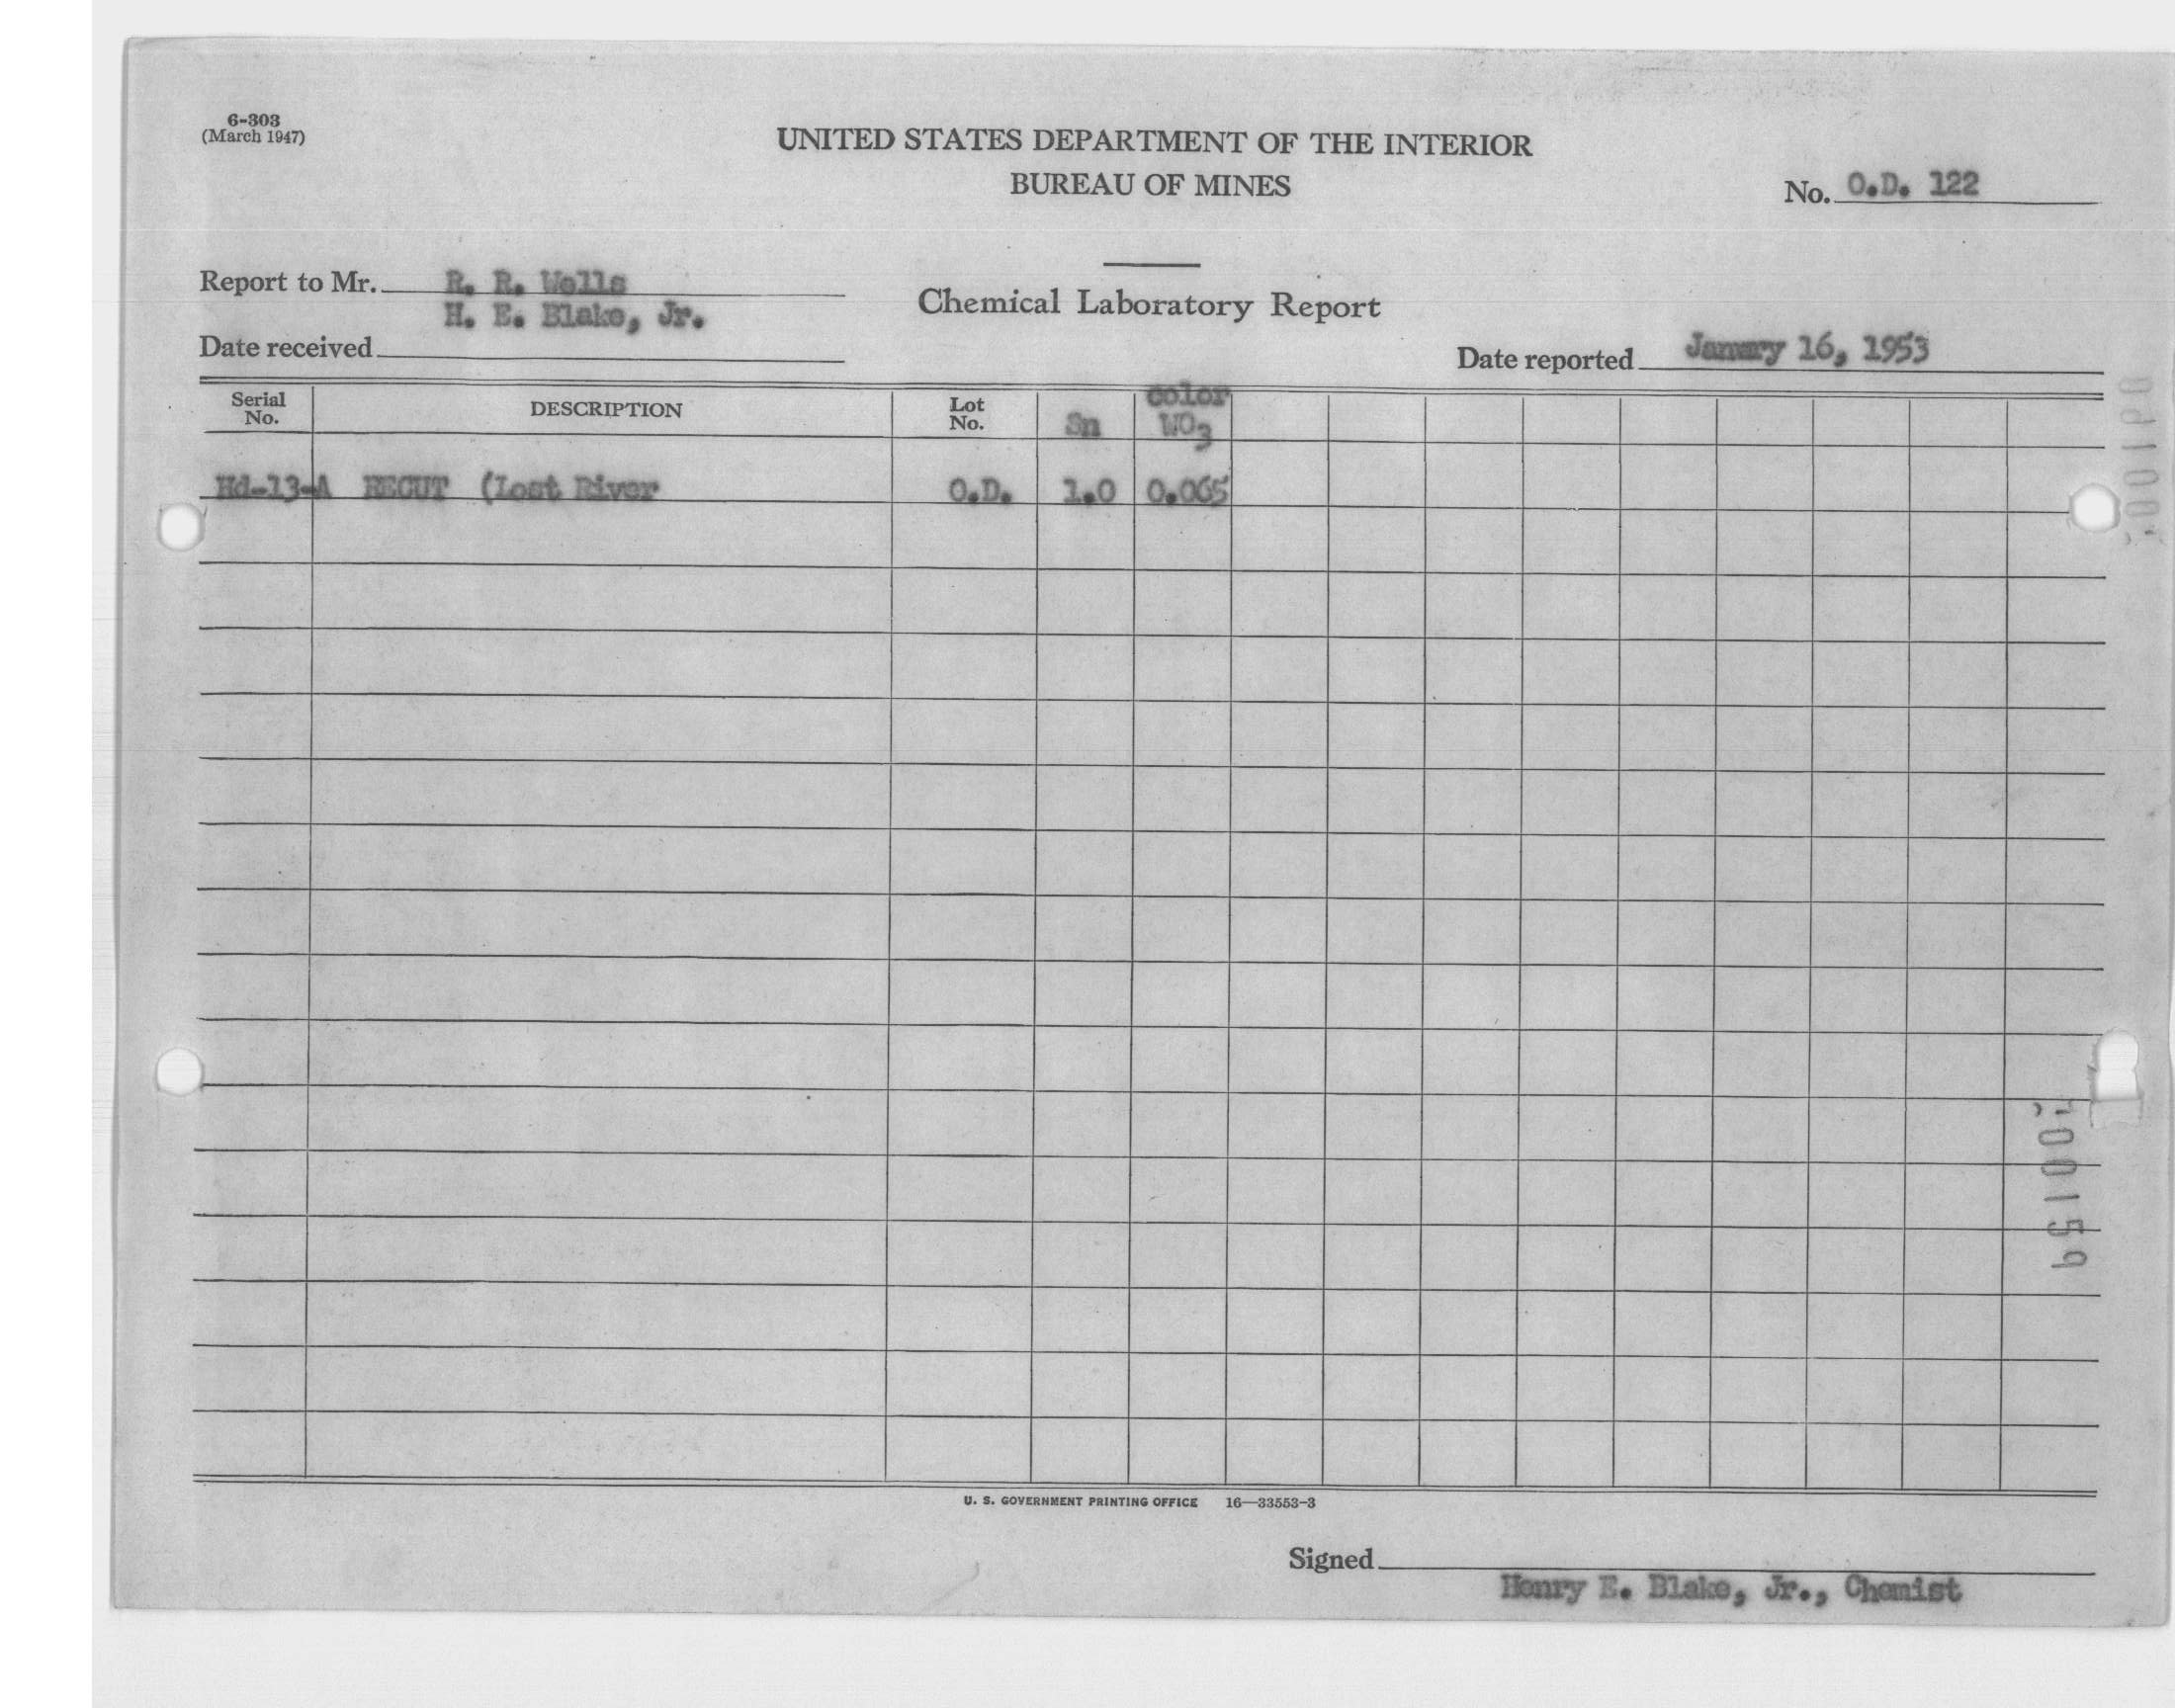 6-303
(March 1947)
UNITED STATES DEPARTMENT OF THE INTERIOR
BUREAU OF MINES
No. O.D. 122
Report to Mr. R. R. Wells
H. E. Blake, Jr.
Chemical Laboratory Report
Date received
Date reported January 16, 1953
Serial No. DESCRIPTION Lot No. Sn color WO3
Hd-13-A RECUT (Lost River O.D. 1.0 0.065
U. S. GOVERNMENT PRINTING OFFICE 16—33553-3
Signed
Henry E. Blake, Jr., Chemist